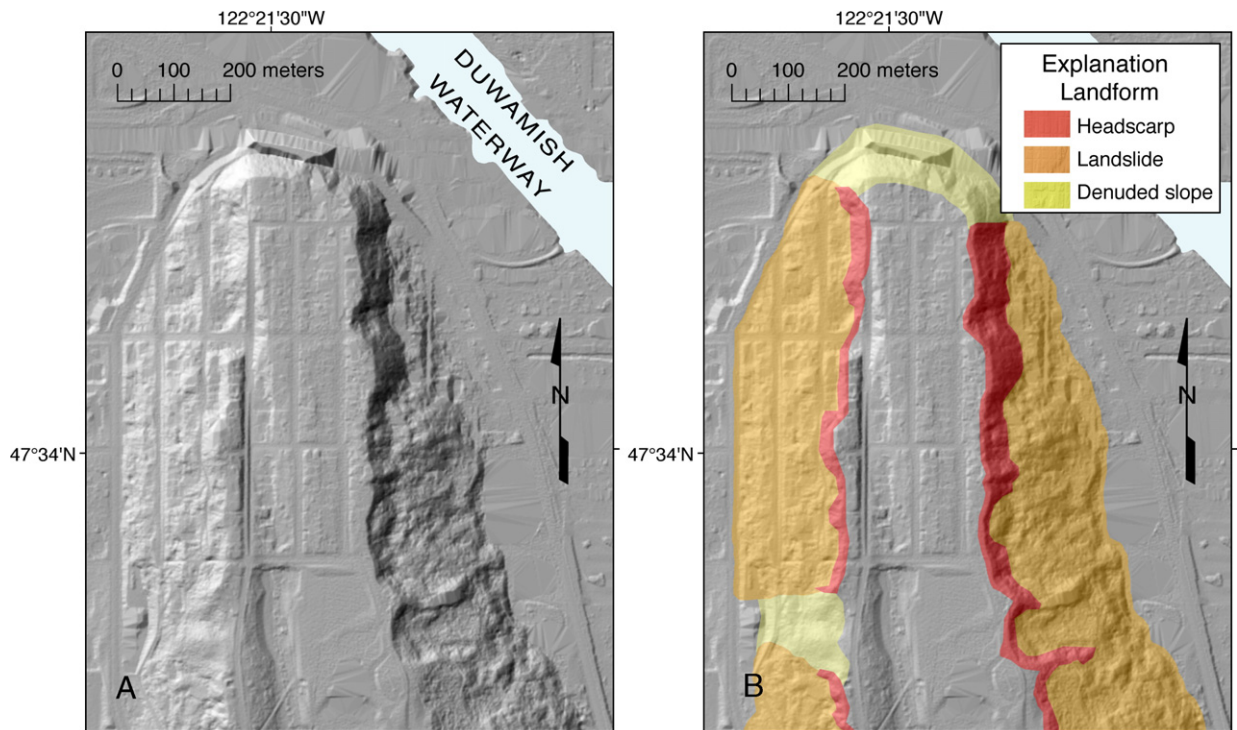 122°21'30"W
122°21'30"W
0 100 200 meters
DUWAMISH
WATERWAY
N
47°34'N
A
0 100 200 meters
Explanation
Landform
Headscarp
Landslide
Denuded slope
N
47°34'N
B